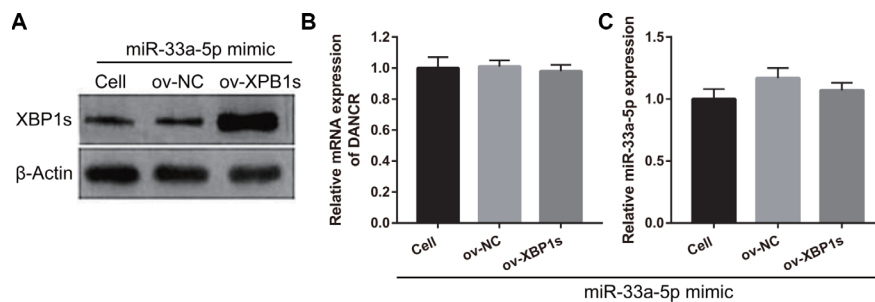 A
miR-33a-5p mimic
Cell ov-NC ov-XPB1s
XBP1s
β-Actin
B
Relative mRNA expression
of DANCR
1.2
1.0
0.8
0.6
0.4
0.2
0.0
Cell
ov-NC
ov-XBP1s
C
Relative miR-33a-5p expression
1.5
1.0
0.5
0.0
Cell
ov-NC
ov-XBP1s
miR-33a-5p mimic